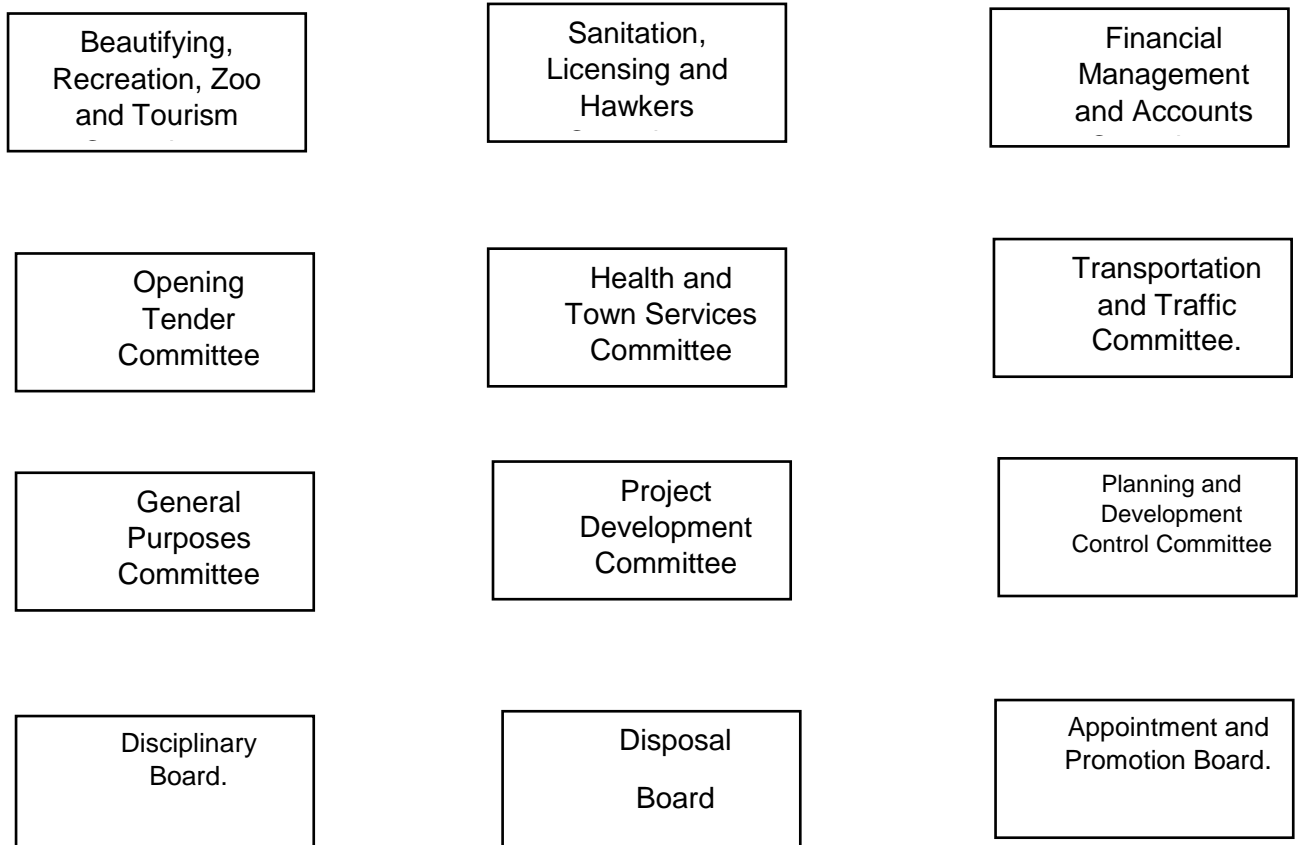 Beautifying,
Recreation, Zoo
and Tourism
Sanitation,
Licensing and
Hawkers
Financial
Management
and Accounts
Opening
Tender
Committee
Health and
Town Services
Committee
Transportation
and Traffic
Committee.
General
Purposes
Committee
Project
Development
Committee
Planning and
Development
Control Committee
Disciplinary
Board.
Disposal
Board
Appointment and
Promotion Board.